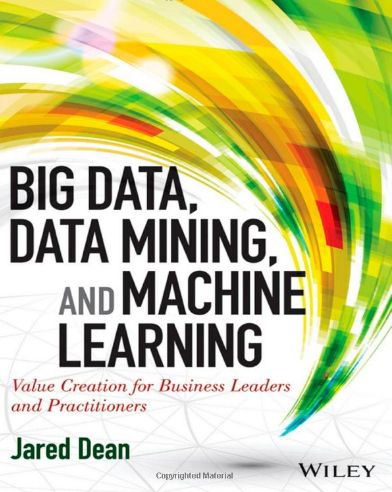 BIG DATA,
DATA MINING,
AND MACHINE
LEARNING
Value Creation for Business Leaders
and Practitioners
Jared Dean
Copyrighted Material
WILEY